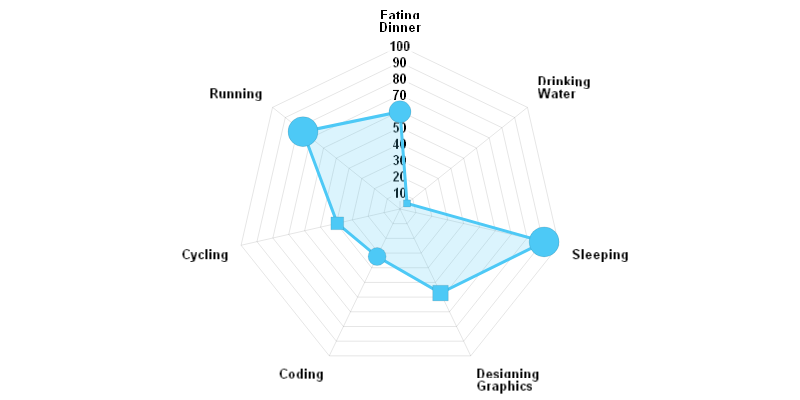 Eating
Dinner
100
90
80
70
50
40
30
20
10
Drinking
Water
Running
Cycling
Sleeping
Coding
Designing
Graphics